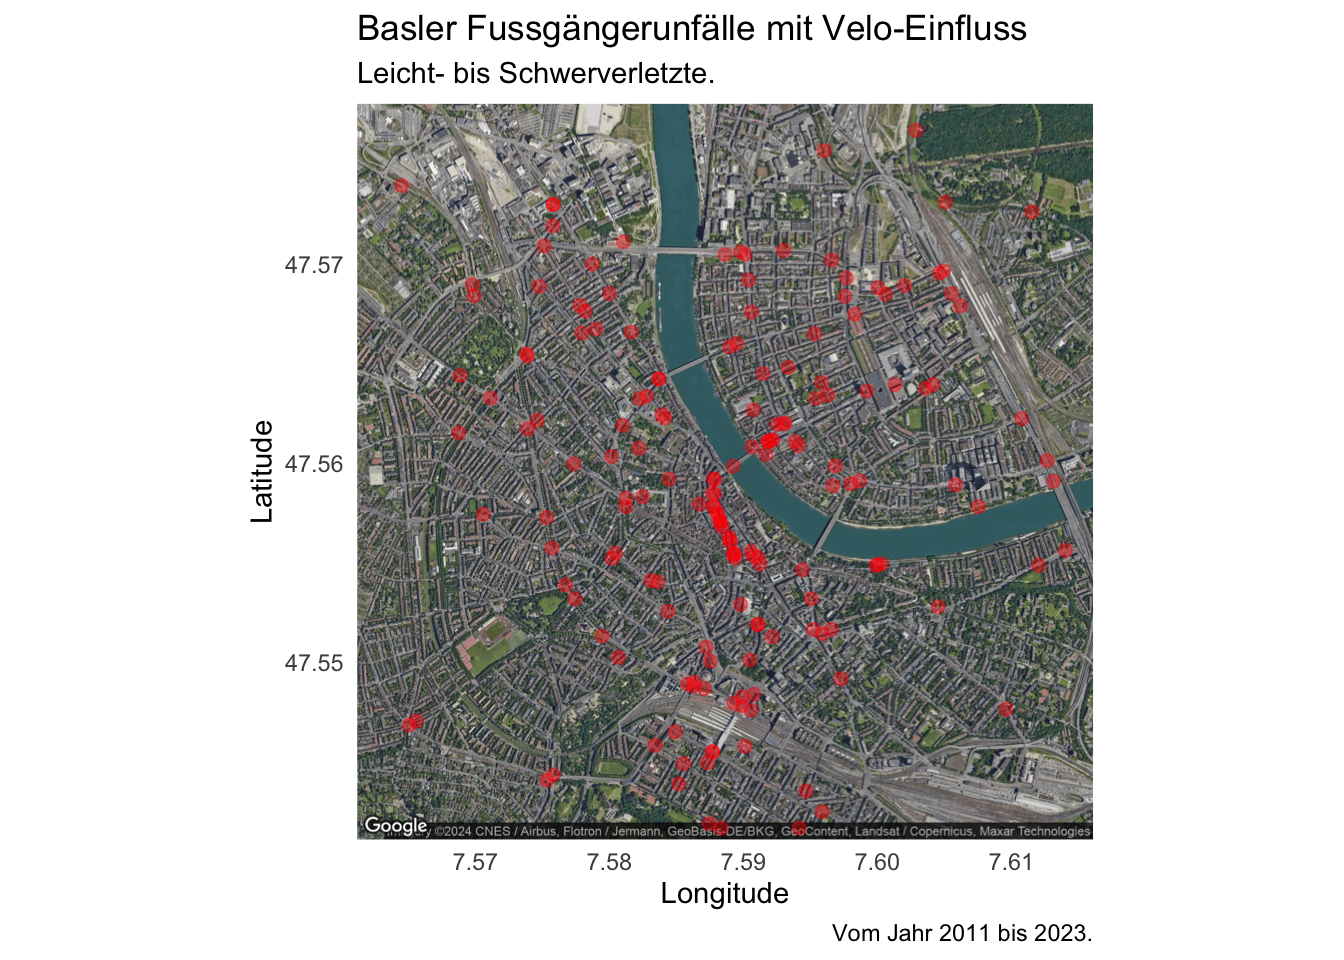 Basler Fussgängerunfälle mit Velo-Einfluss
Leicht- bis Schwerverletzte.
Latitude
47.57
47.56
47.55
Google
©2024 CNES / Airbus, Flotron / Jermann, GeoBasis-DE/BKG, GeoContent, Landsat / Copernicus, Maxar Technologies
7.57 7.58 7.59 7.60 7.61
Longitude
Vom Jahr 2011 bis 2023.